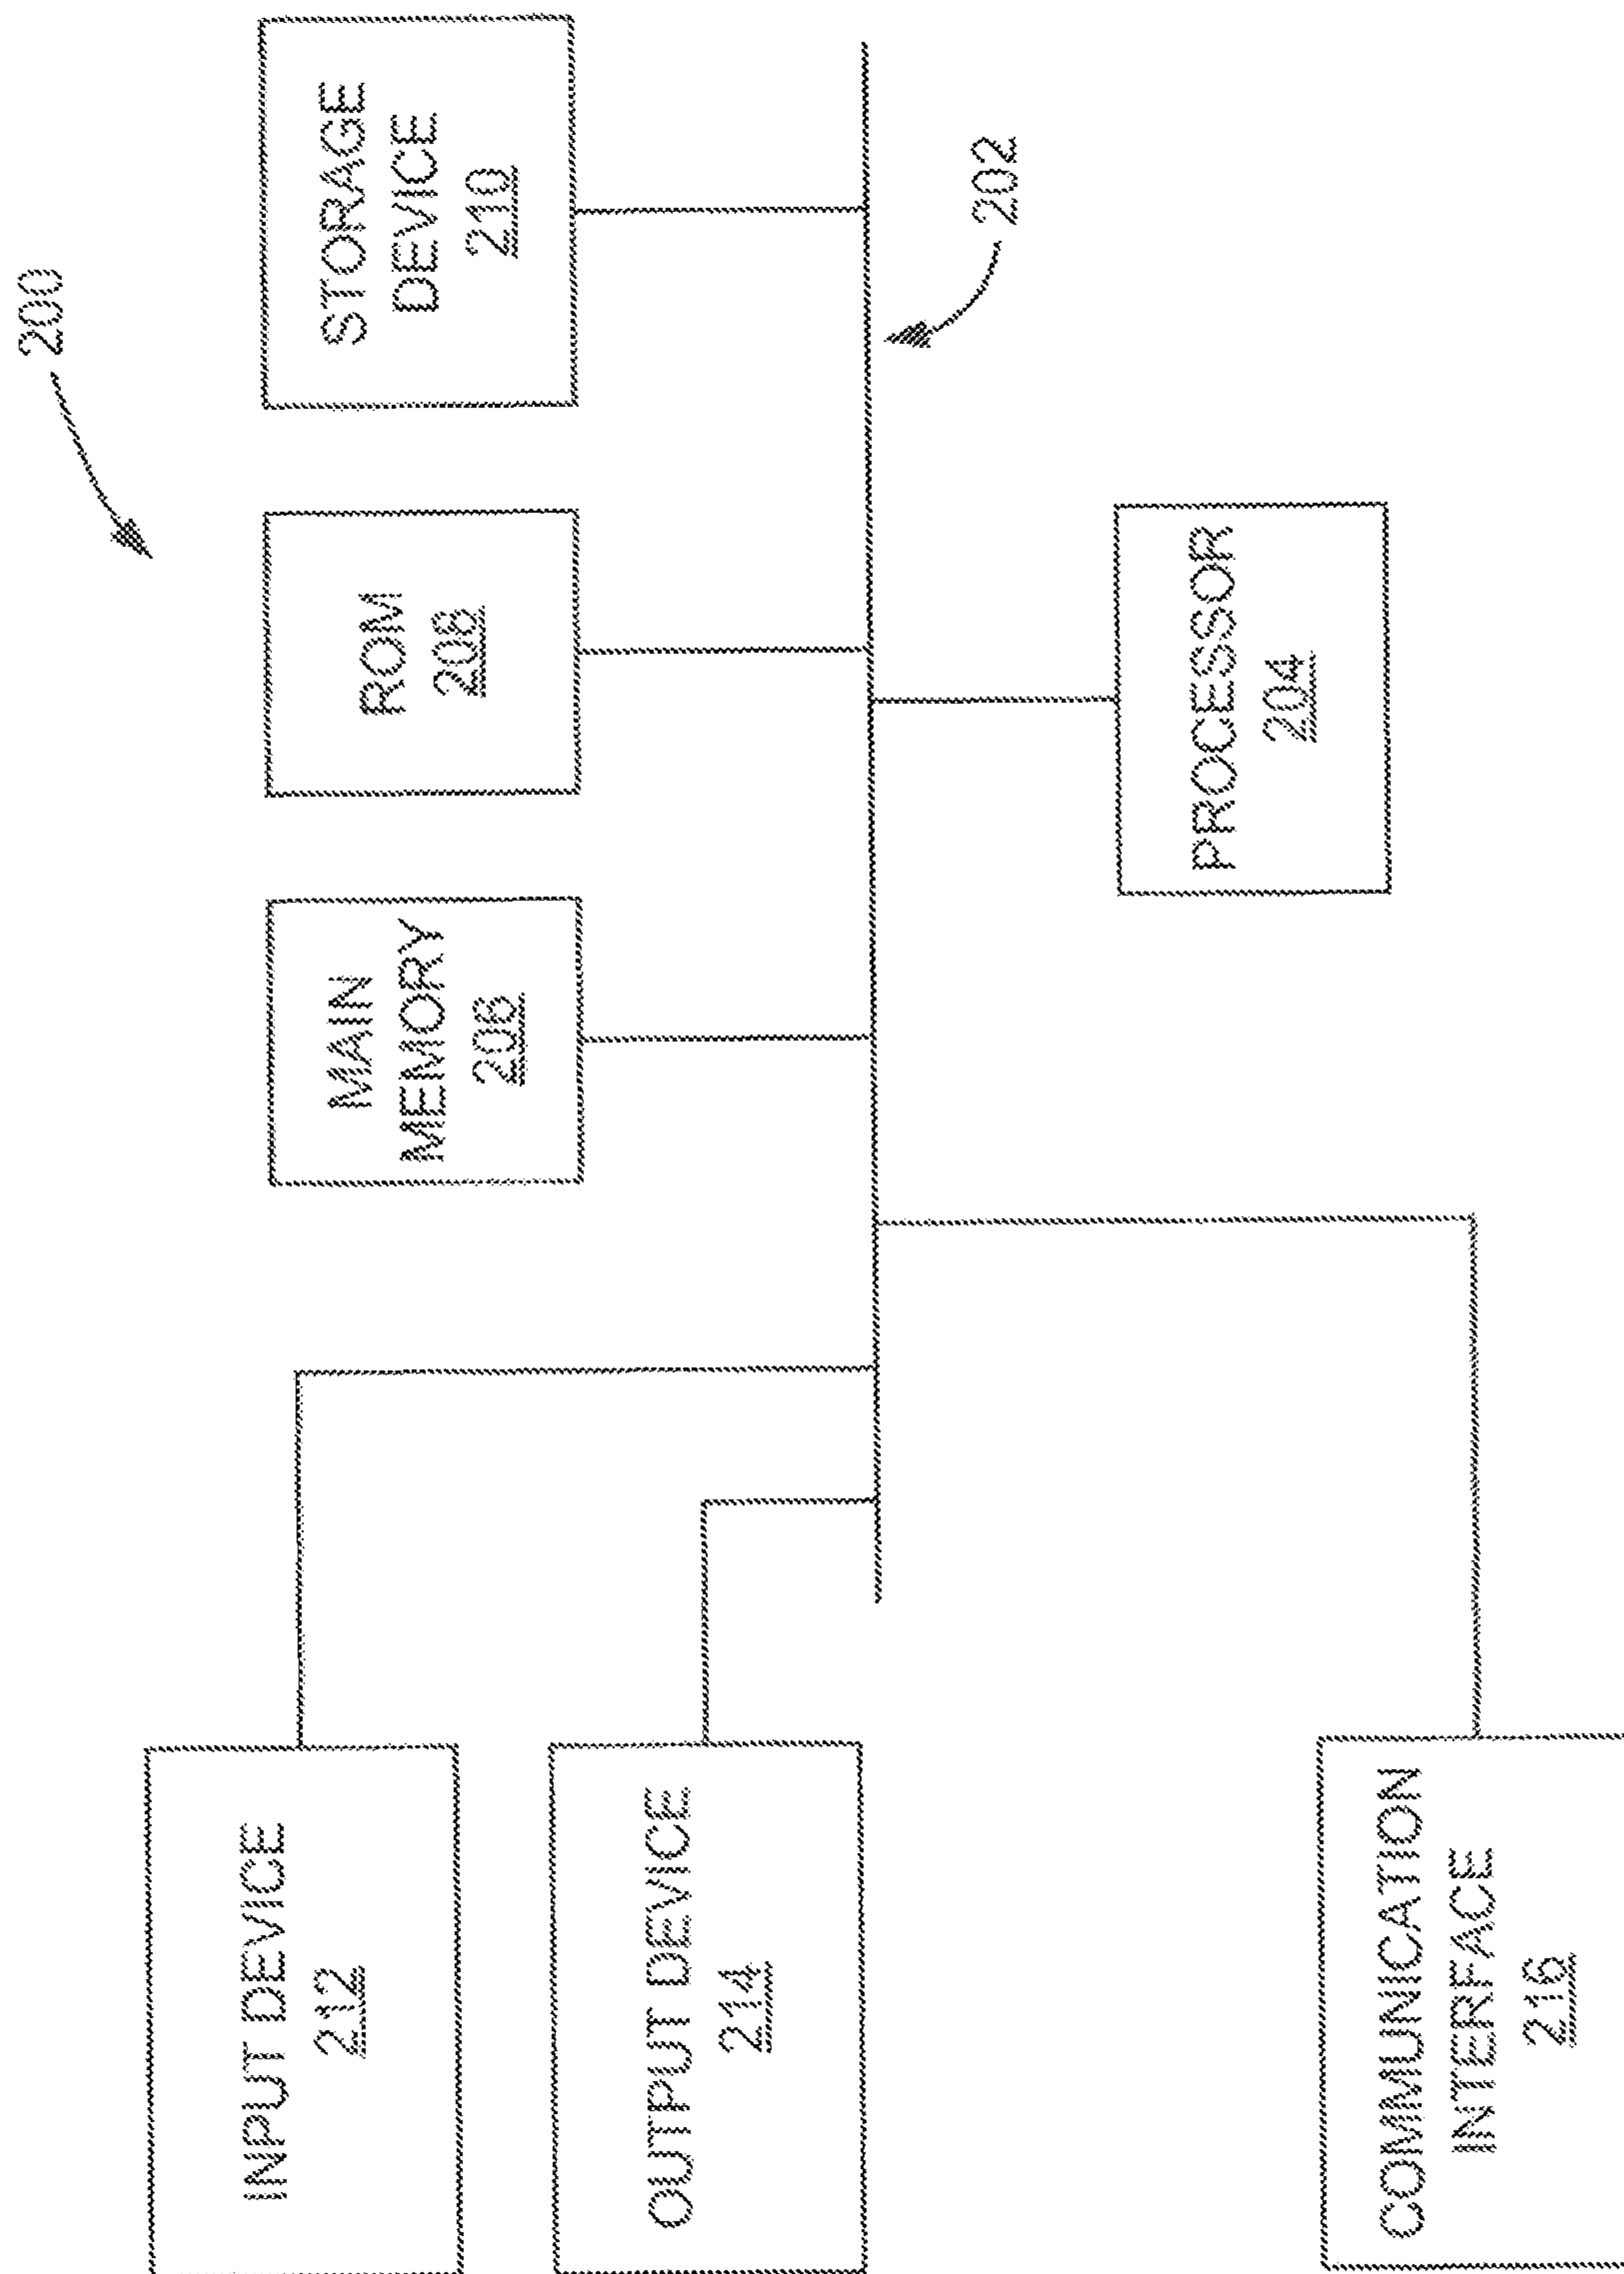 200
INPUT DEVICE
212
MAIN
MEMORY
206
ROM
208
STORAGE
DEVICE
210
OUTPUT DEVICE
214
202
COMMUNICATION
INTERFACE
216
PROCESSOR
204